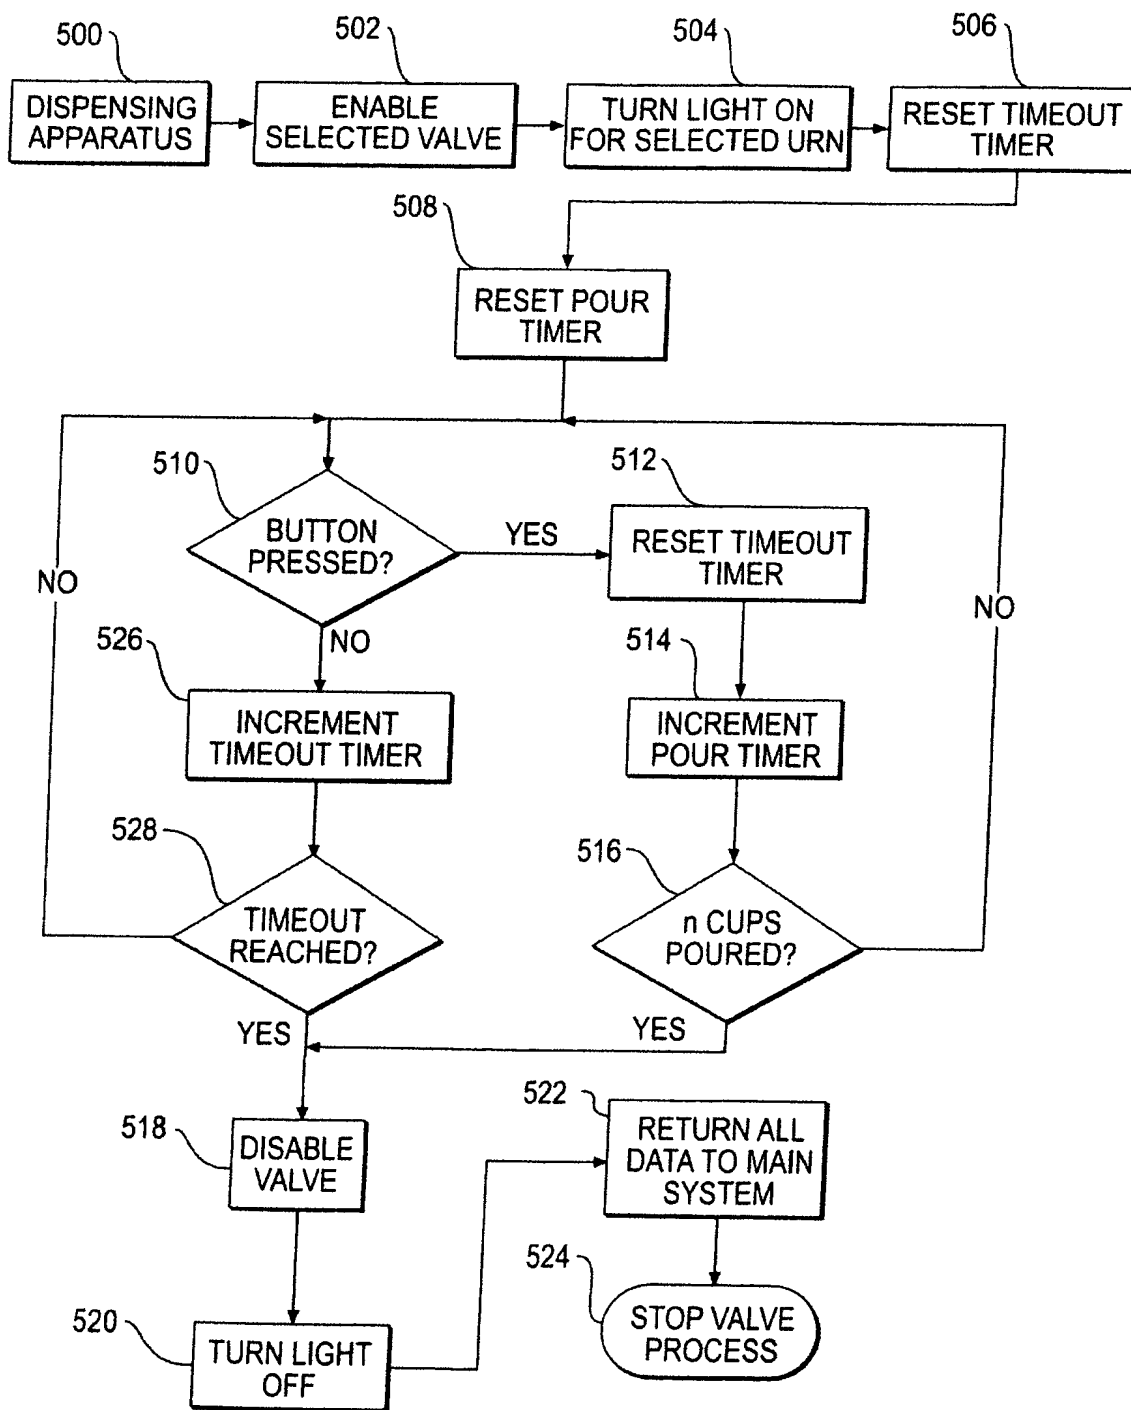 500
502
504
506
DISPENSING
APPARATUS
ENABLE
SELECTED VALVE
TURN LIGHT ON
FOR SELECTED URN
RESET TIMEOUT
TIMER
508
RESET POUR
TIMER
510
BUTTON
PRESSED?
YES
512
RESET TIMEOUT
TIMER
NO
NO
NO
526
INCREMENT
TIMEOUT TIMER
514
INCREMENT
POUR TIMER
528
TIMEOUT
REACHED?
516
n CUPS
POURED?
YES
YES
518
DISABLE
VALVE
522
RETURN ALL
DATA TO MAIN
SYSTEM
520
TURN LIGHT
OFF
524
STOP VALVE
PROCESS